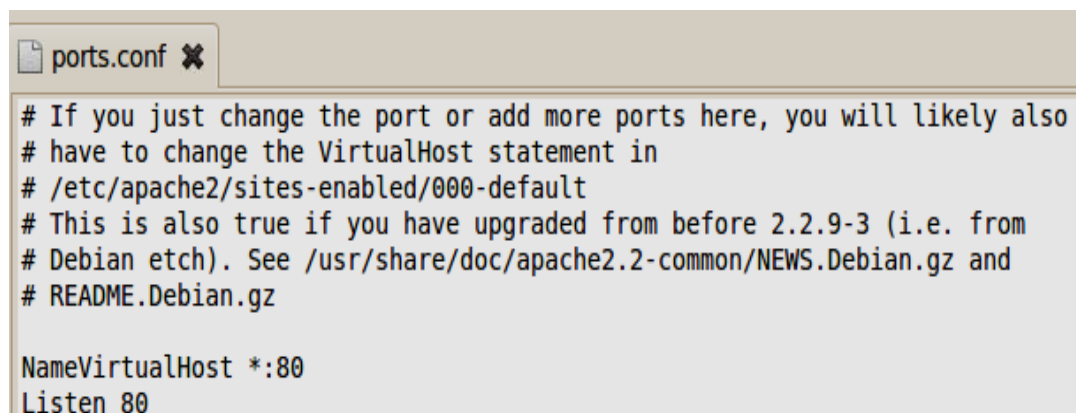 ports.conf
# If you just change the port or add more ports here, you will likely also
# have to change the VirtualHost statement in
# /etc/apache2/sites-enabled/000-default
# This is also true if you have upgraded from before 2.2.9-3 (i.e. from
# Debian etch). See /usr/share/doc/apache2.2-common/NEWS.Debian.gz and
# README.Debian.gz
NameVirtualHost *:80
Listen 80